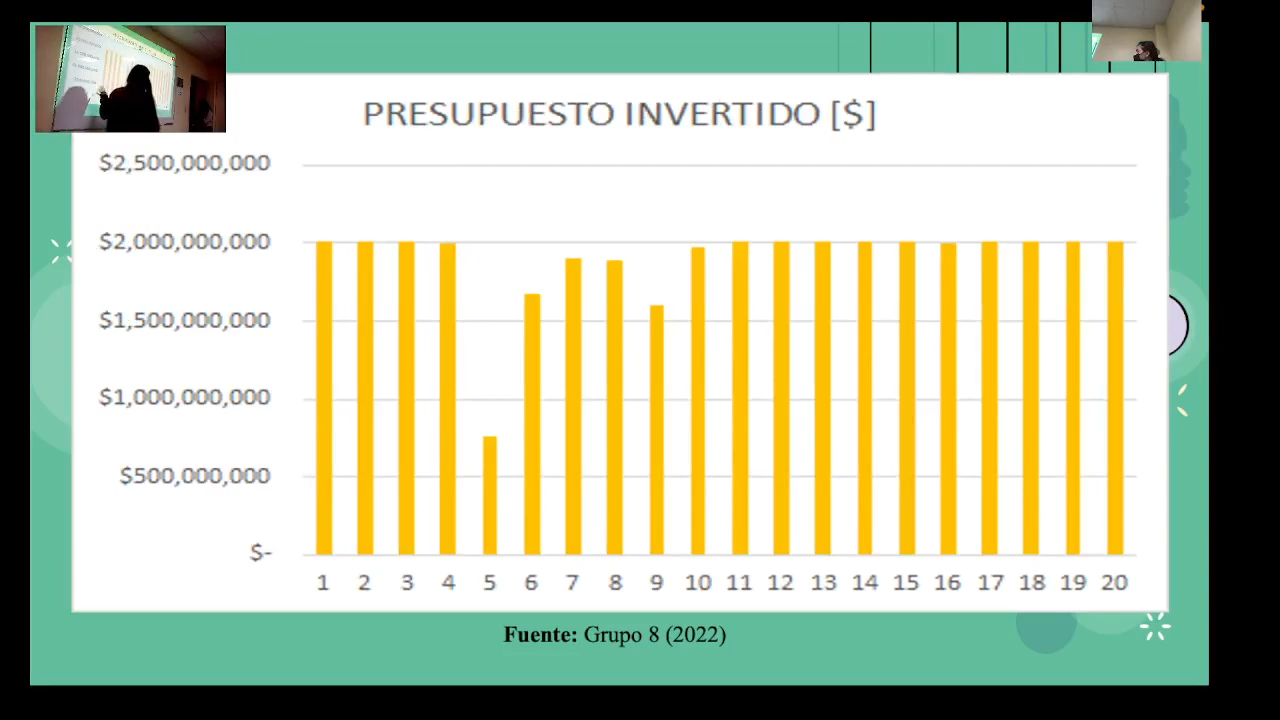 PRESUPUESTO INVERTIDO [$]
$2,500,000,000
$2,000,000,000
$1,500,000,000
$1,000,000,000
$500,000,000
$-
1 2 3 4 5 6 7 8 9 10 11 12 13 14 15 16 17 18 19 20
Fuente: Grupo 8 (2022)